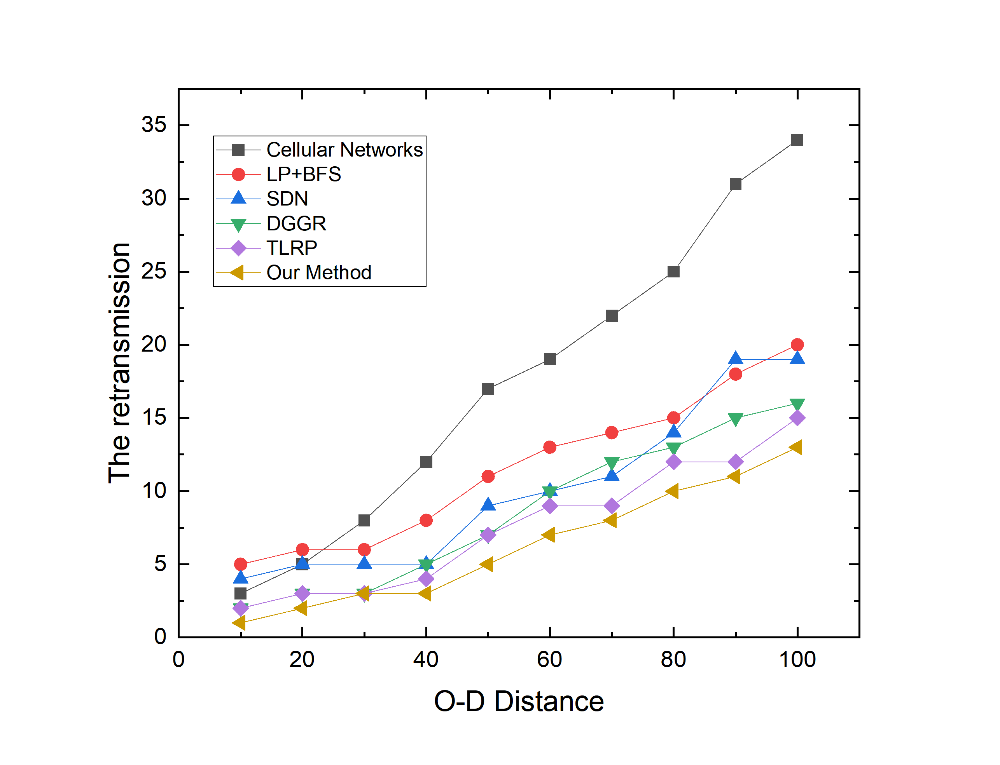 35
30
25
20
15
10
5
0
The retransmission
Cellular Networks
LP+BFS
SDN
DGGR
TLRP
Our Method
0 20 40 60 80 100
O-D Distance